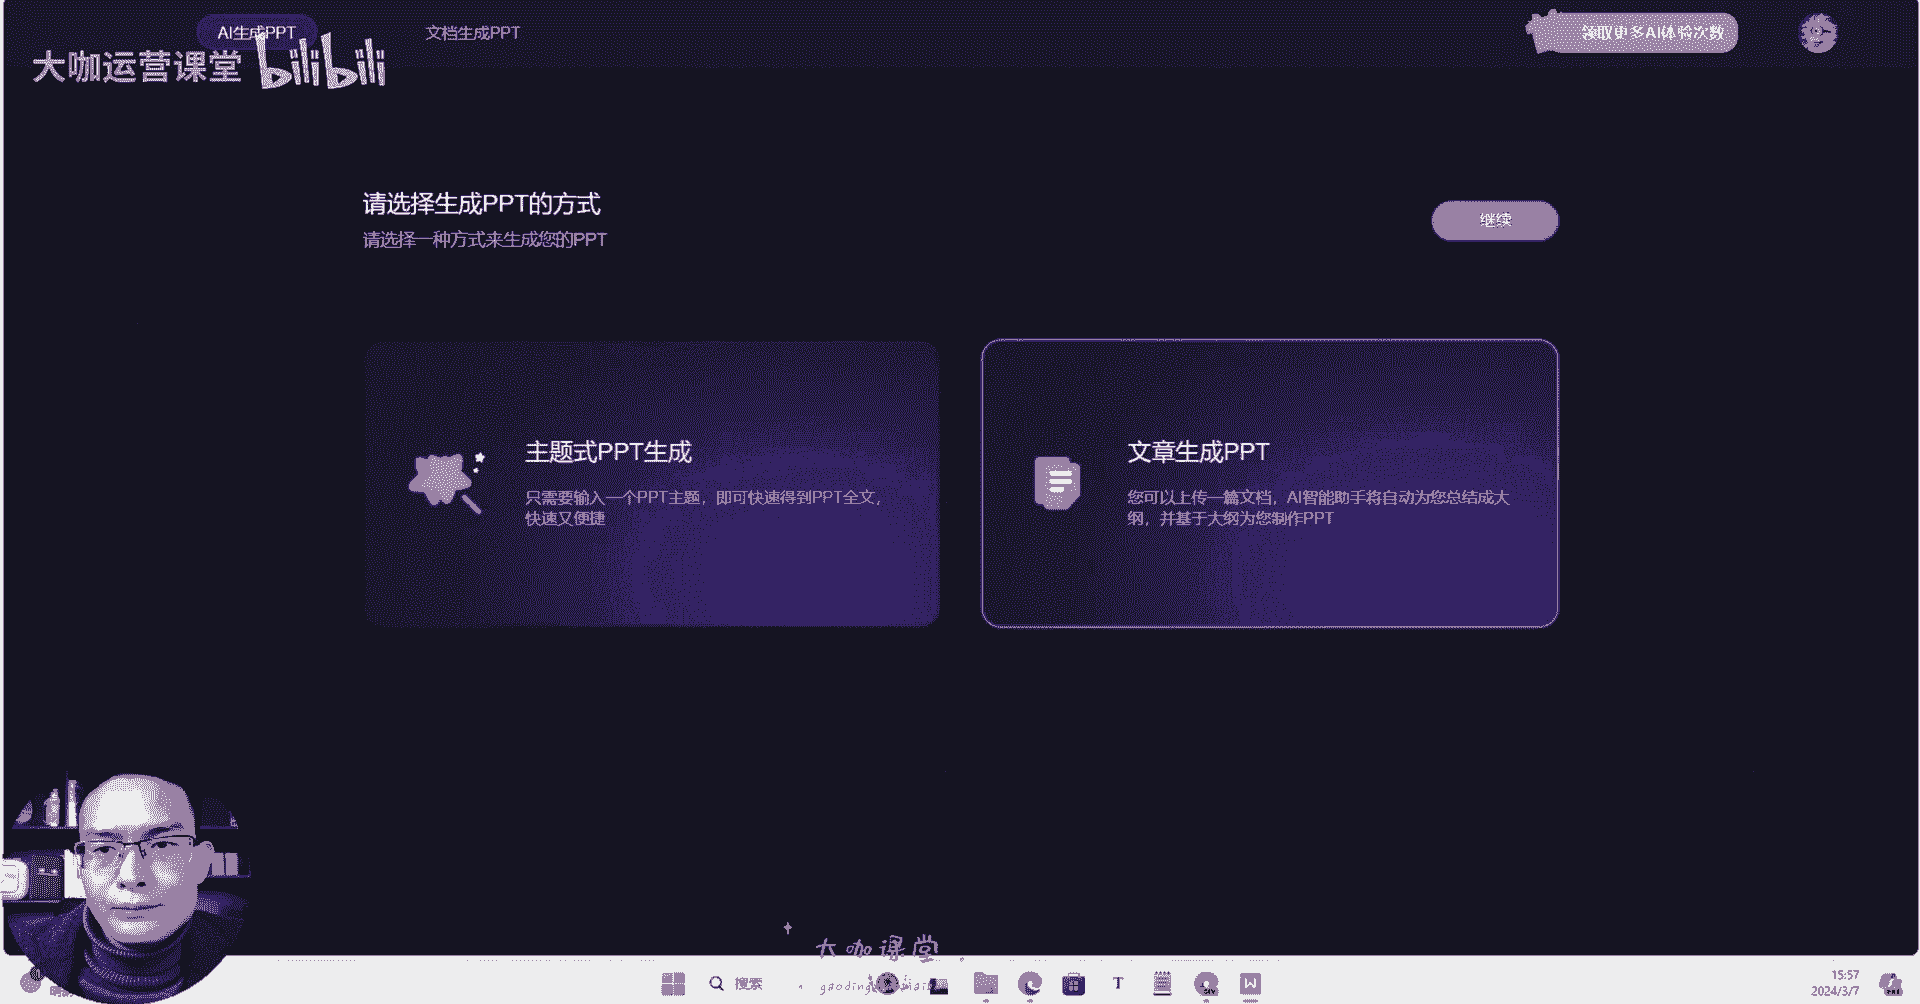 AI生成PPT
文档生成PPT
领取更多AI体验次数
大咖运营课堂 bilibili
请选择生成PPT的方式
请选择一种方式来生成您的PPT
继续
主题式PPT生成
只需要输入一个PPT主题，即可快速得到PPT全文，
快速又便捷
文章生成PPT
您可以上传一篇文档，AI智能助手将自动为您总结成大
纲，并基于大纲为您制作PPT
大咖课堂
搜索
15:57
2024/3/7